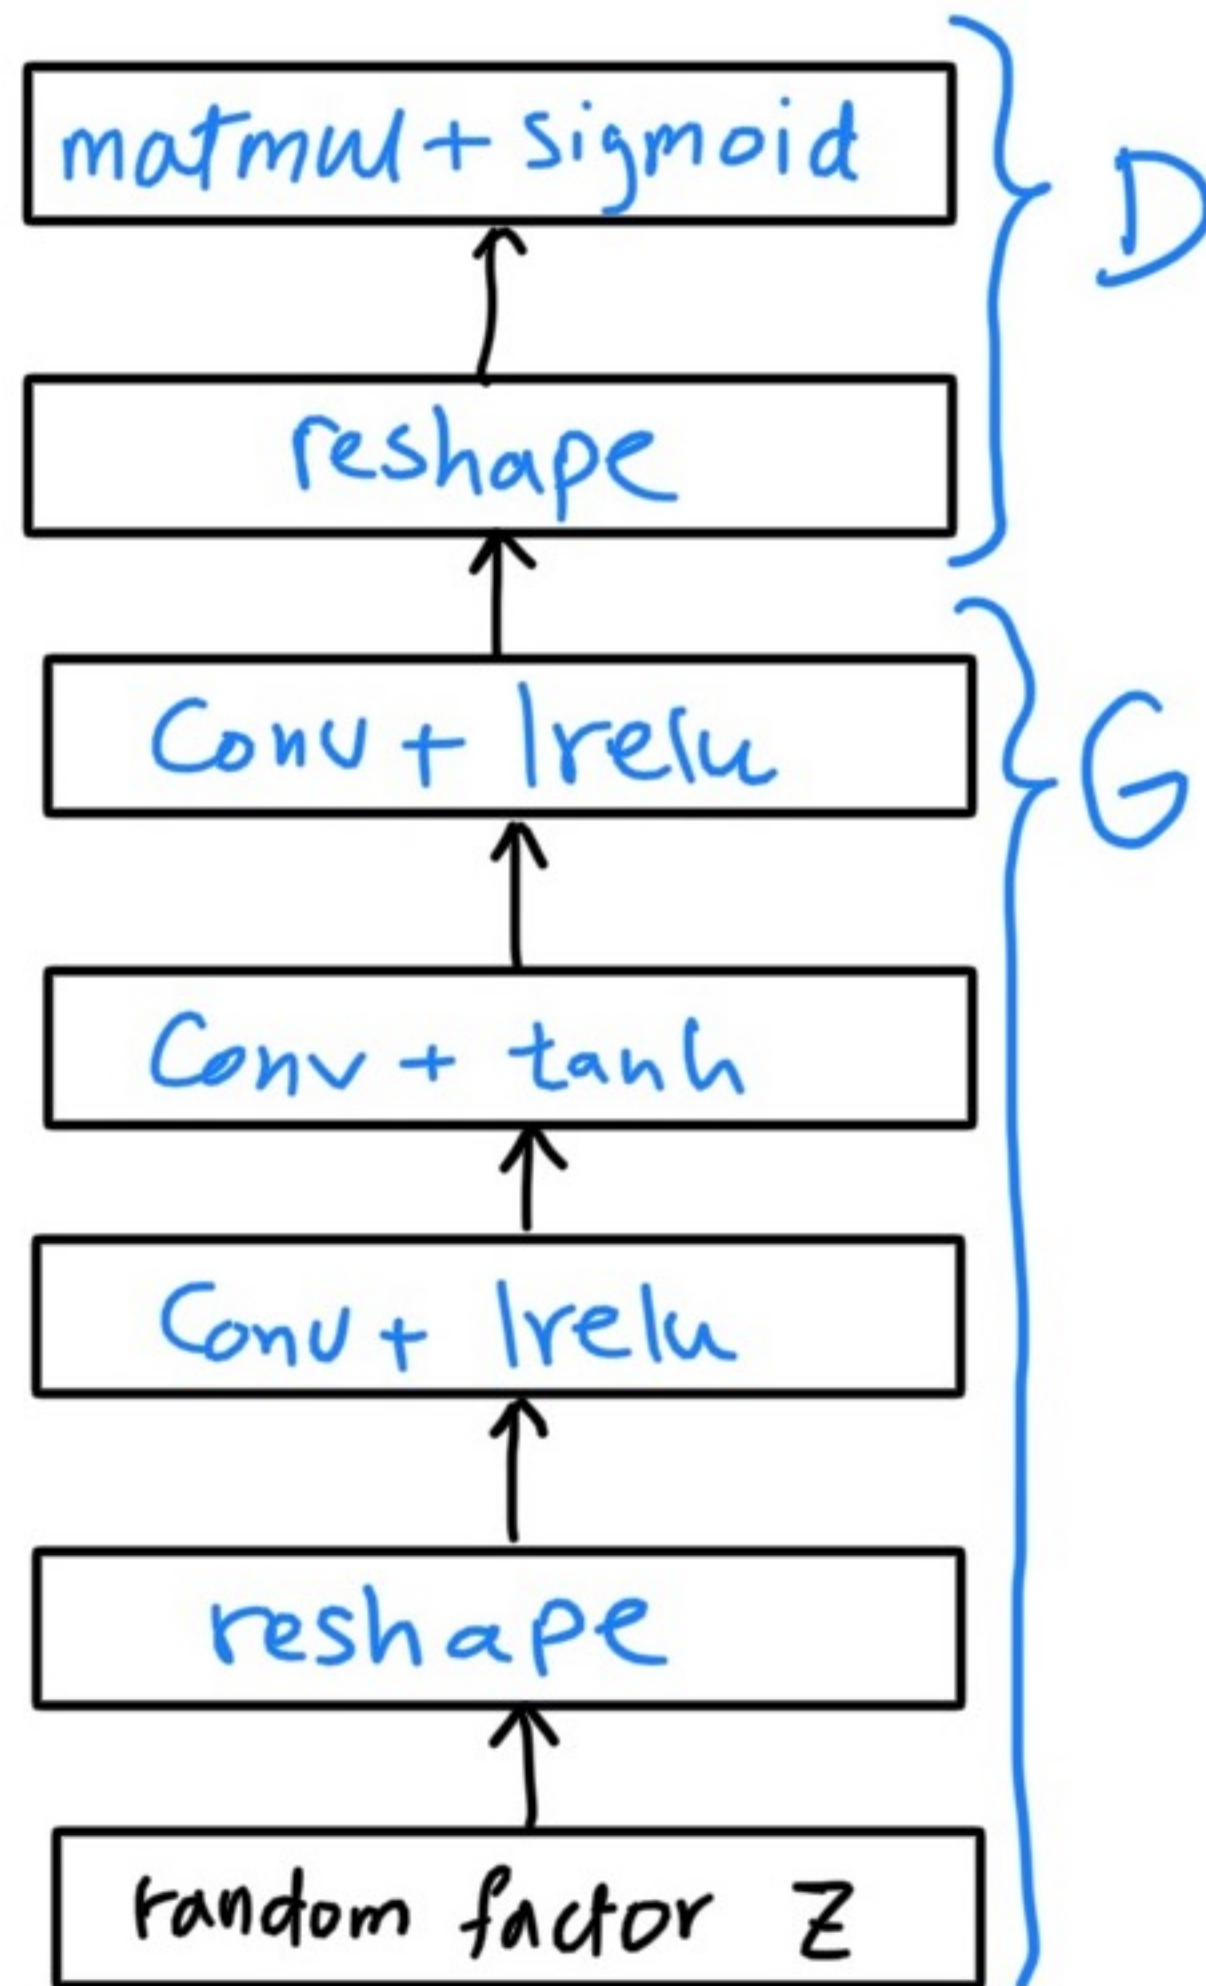 matmul + sigmoid
D
reshape
Conv + lrelu
G
Conv + tanh
Conv + lrelu
reshape
random factor Z